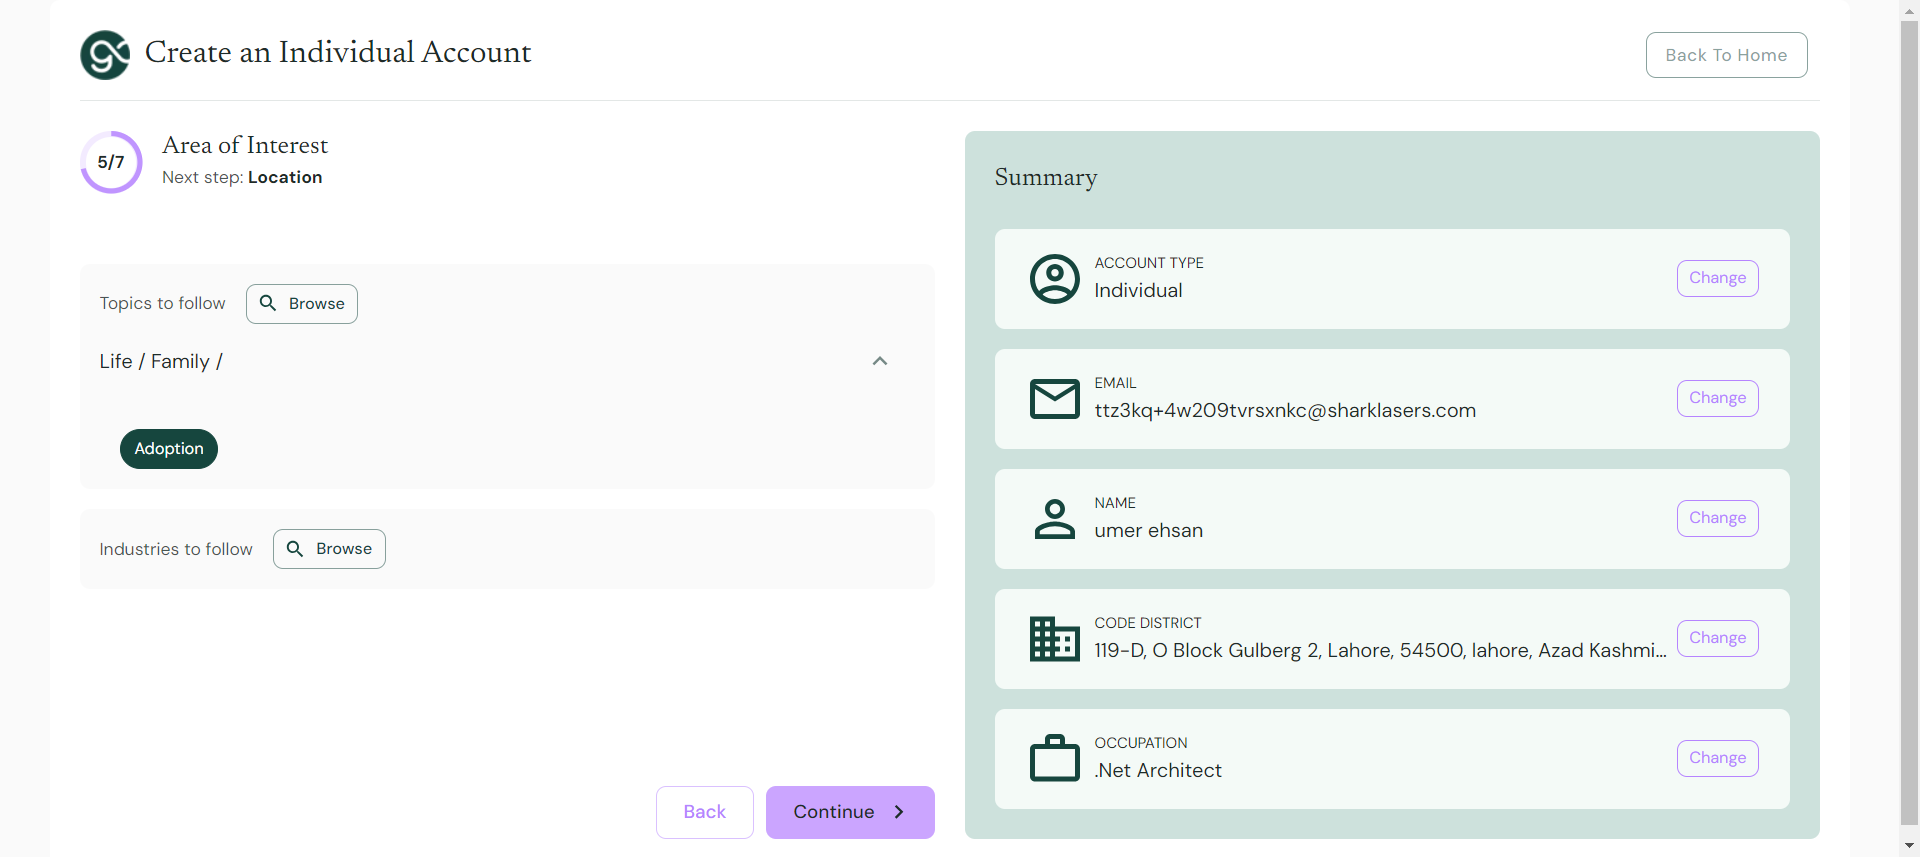 Create an Individual Account
Back To Home
5/7
Area of Interest
Next step: Location
Topics to follow
Browse
Life / Family /
Adoption
Industries to follow
Browse
Back
Continue
Summary
ACCOUNT TYPE
Individual
Change
EMAIL
ttz3kq+4w209tvrsxnkc@sharklasers.com
Change
NAME
umer ehsan
Change
CODE DISTRICT
119-D, O Block Gulberg 2, Lahore, 54500, lahore, Azad Kashmi...
Change
OCCUPATION
.Net Architect
Change